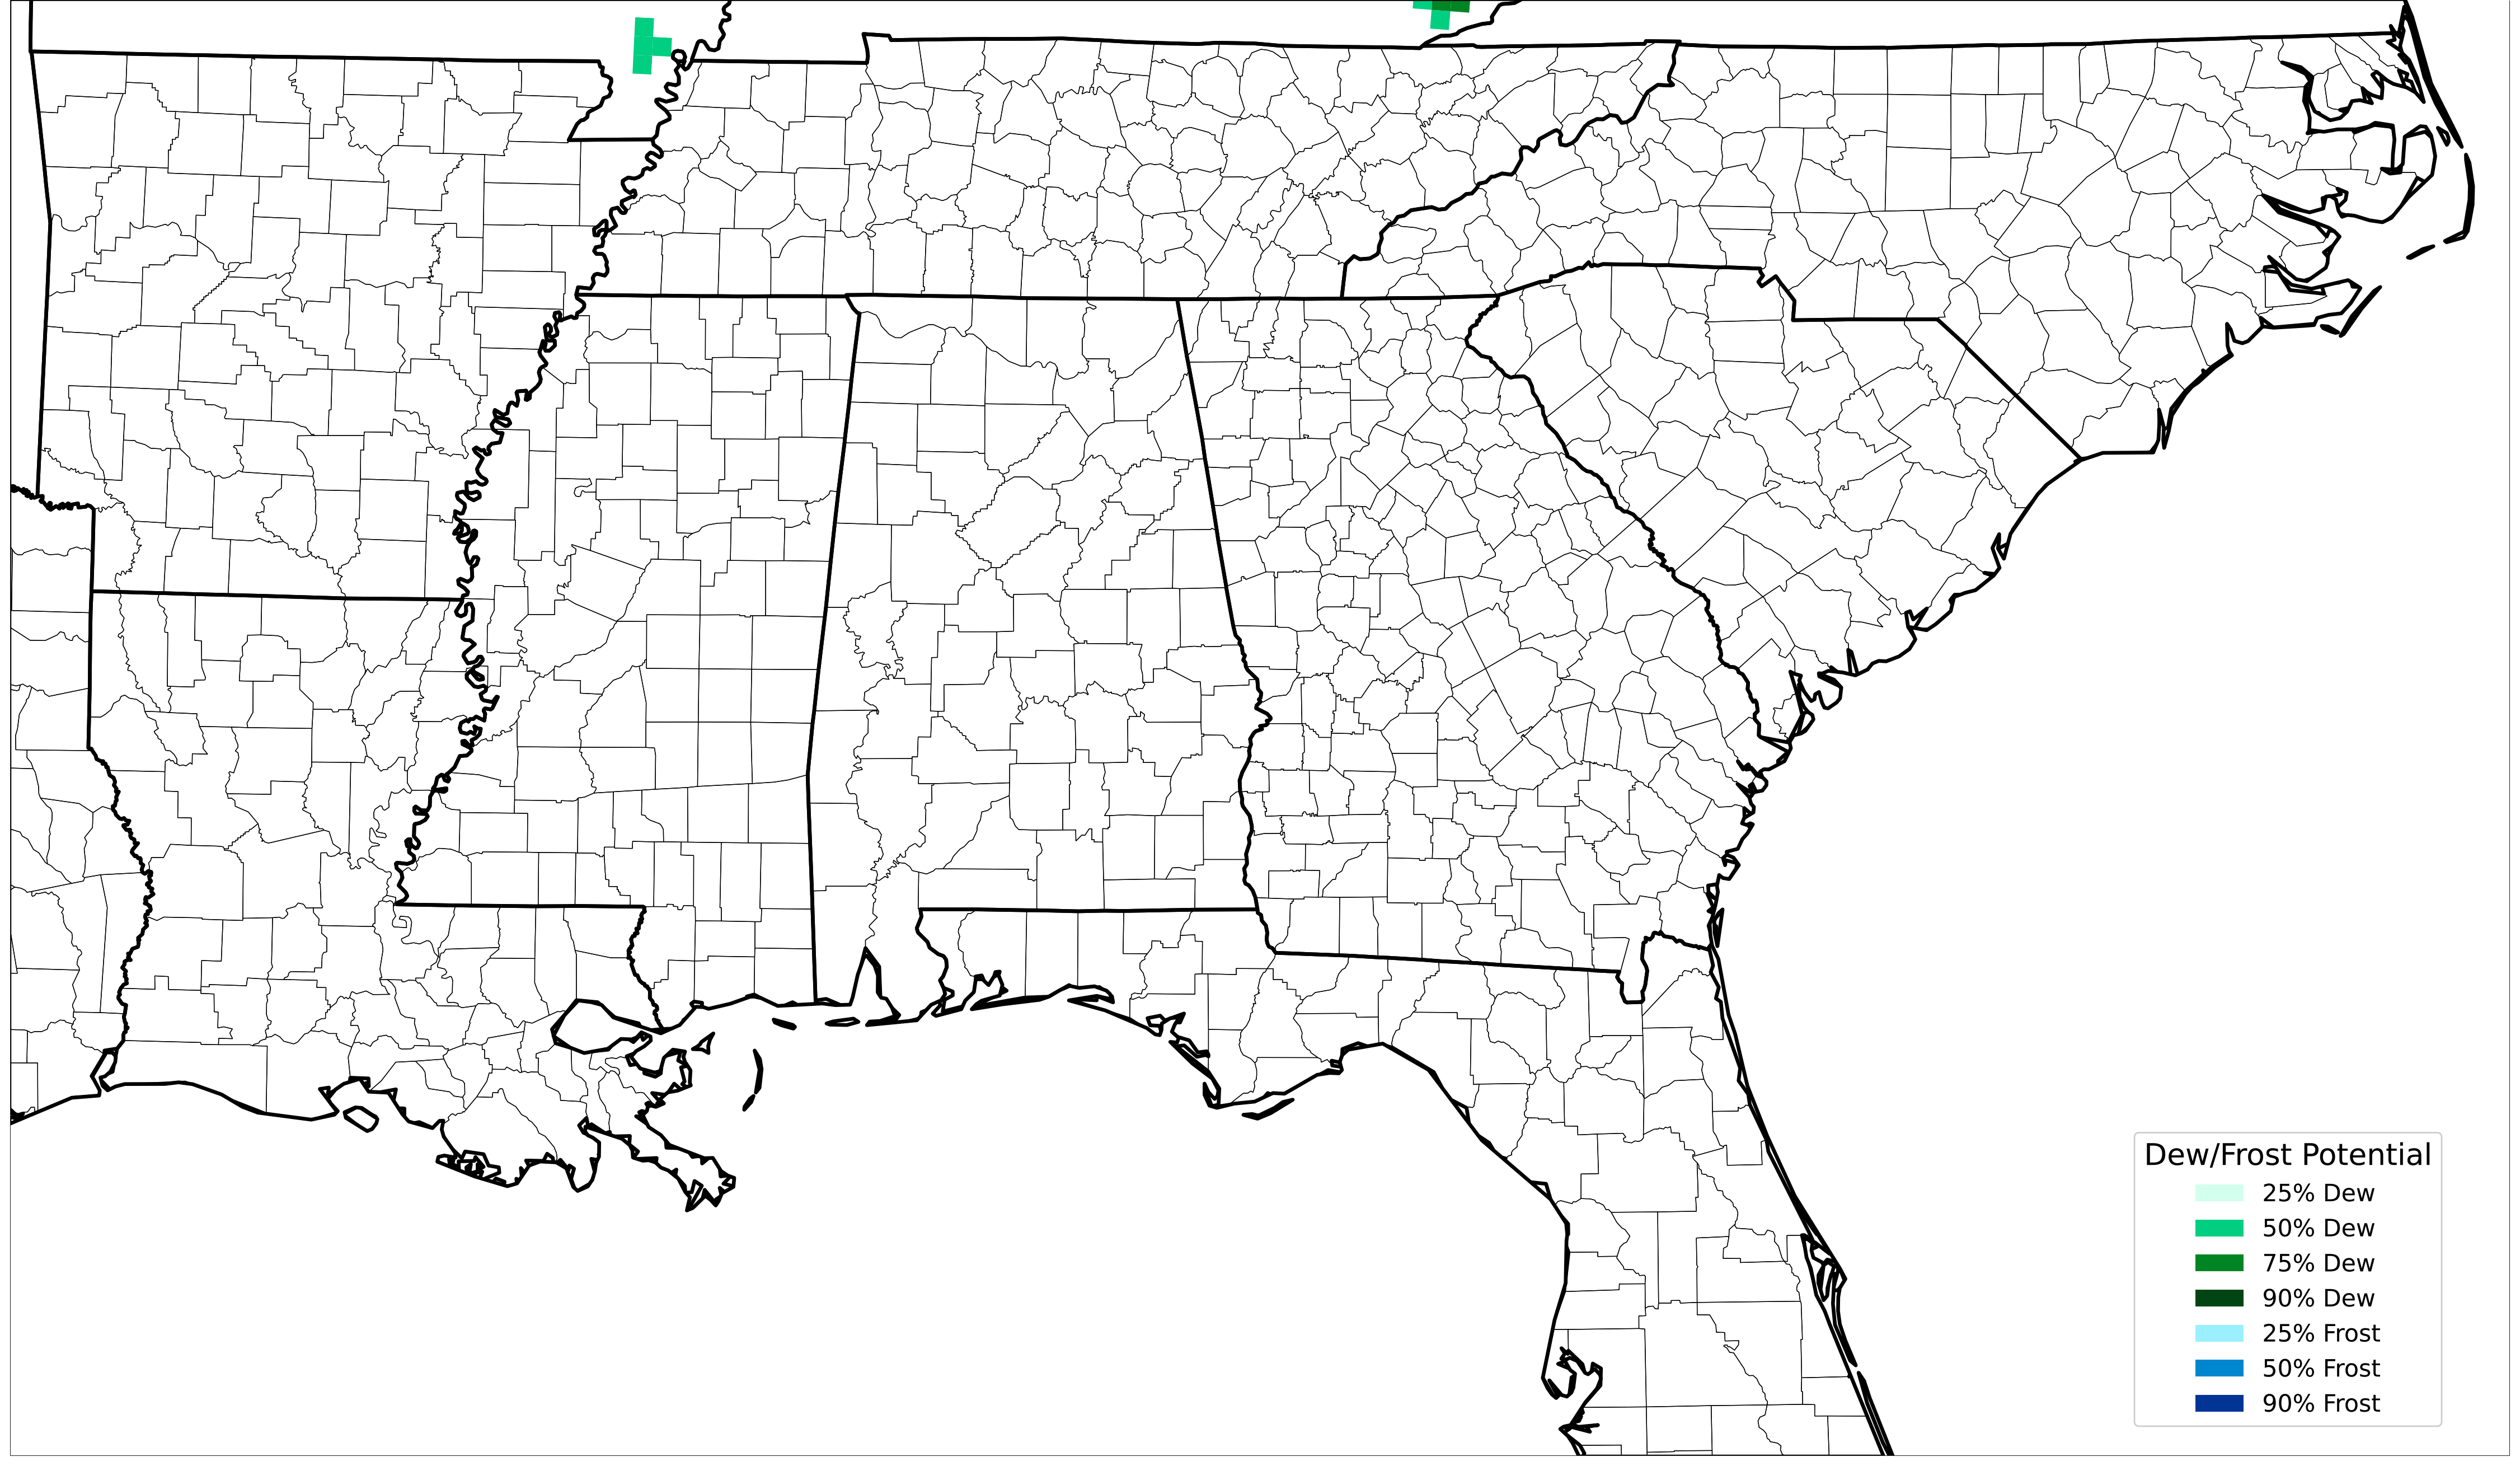 Dew/Frost Potential
25% Dew
50% Dew
75% Dew
90% Dew
25% Frost
50% Frost
90% Frost